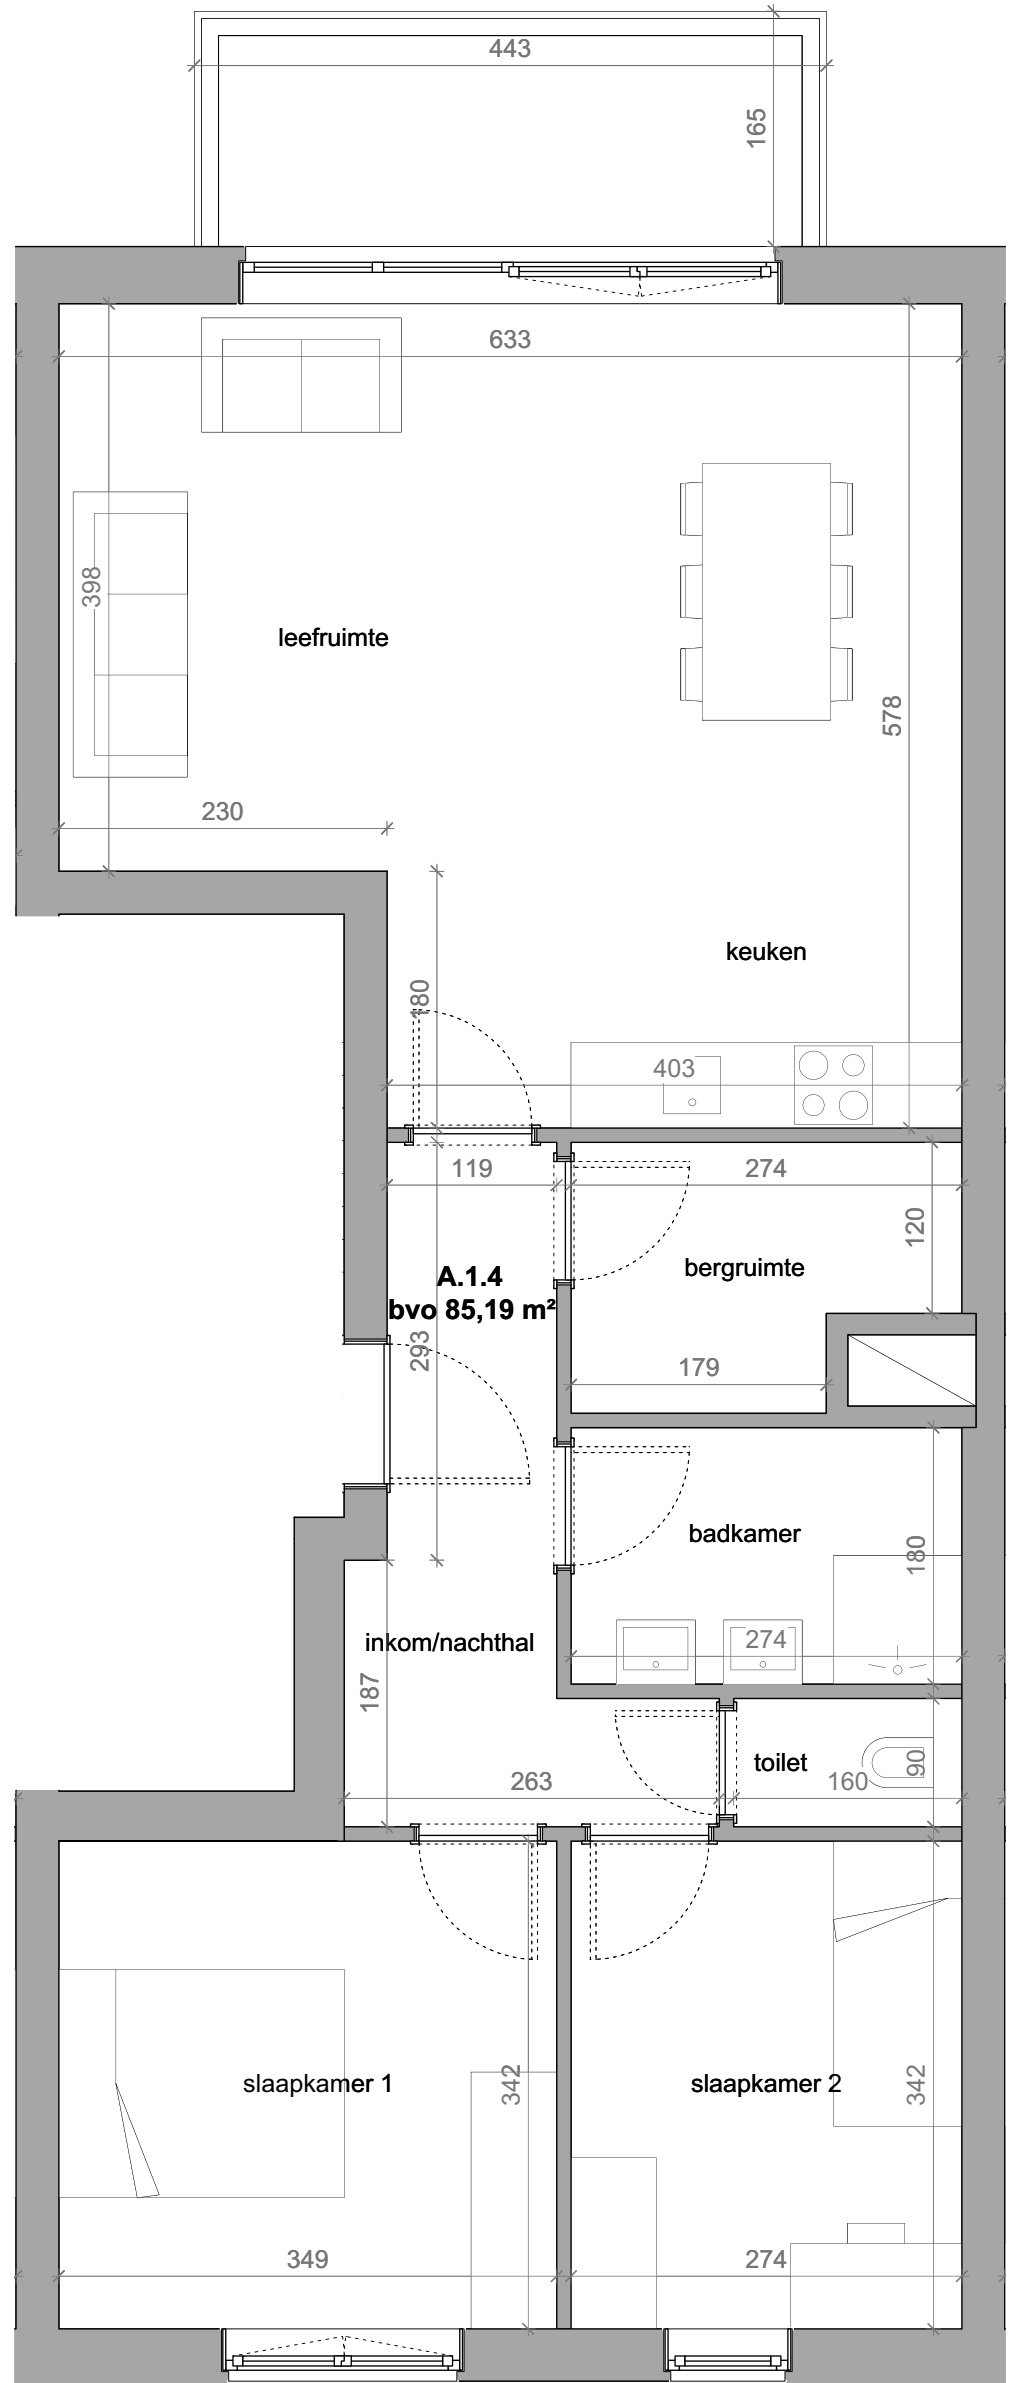 443
165
633
398
leefruimte
578
230
keuken
180
403
119
274
120
bergruimte
A.1.4
bvo 85,19 m²
293
179
badkamer
180
274
inkom/nachthal
187
toilet
90
263
160
342
slaapkamer 1
slaapkamer 2
342
349
274